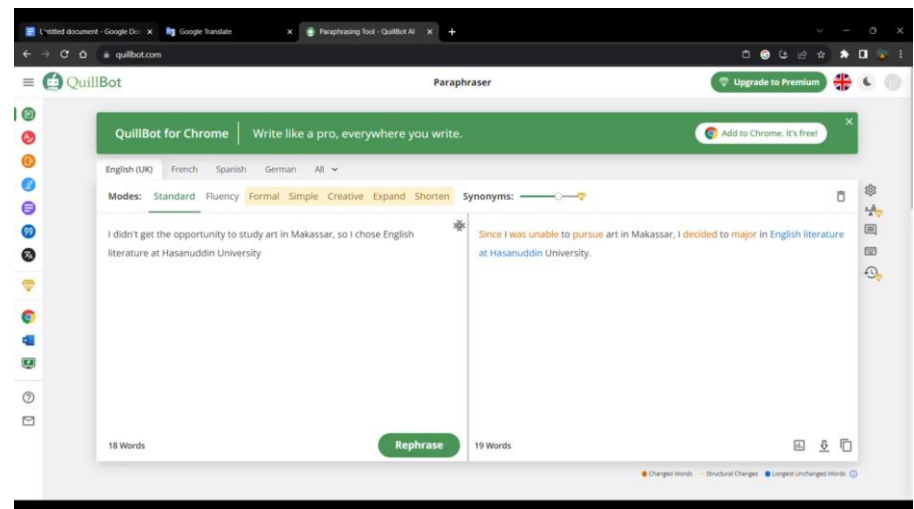 Untitled document - Google Doc
Google Translate
Paraphrasing Tool - QuillBot AI
quillbot.com
QuillBot
Paraphraser
Upgrade to Premium
QuillBot for Chrome | Write like a pro, everywhere you write.
Add to Chrome. It's free!
English (UK) French Spanish German All
Modes: Standard Fluency Formal Simple Creative Expand Shorten Synonyms:
I didn't get the opportunity to study art in Makassar, so I chose English
literature at Hasanuddin University
Since I was unable to pursue art in Makassar, I decided to major in English literature
at Hasanuddin University.
18 Words
Rephrase
19 Words
Changed Words Structural Changes Longest Unchanged Words